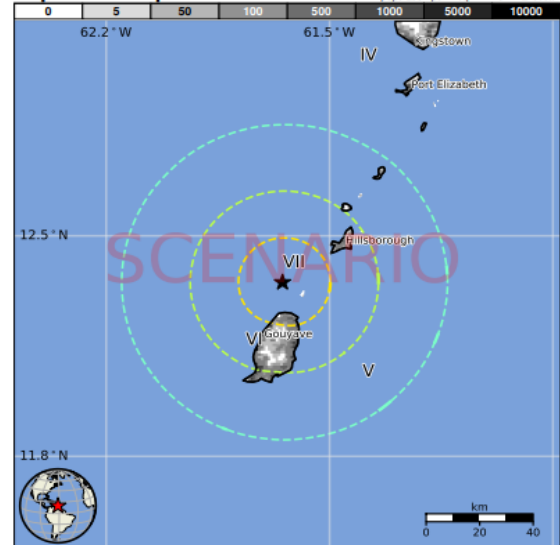 0 5 50 100 500 1000 5000 10000
62.2°W 61.5°W
Kingstown
IV
Port Elizabeth
12.5°N
Hillsborough
SCENARIO
VII
VI
Gouyave
V
11.8°N
km
0 20 40